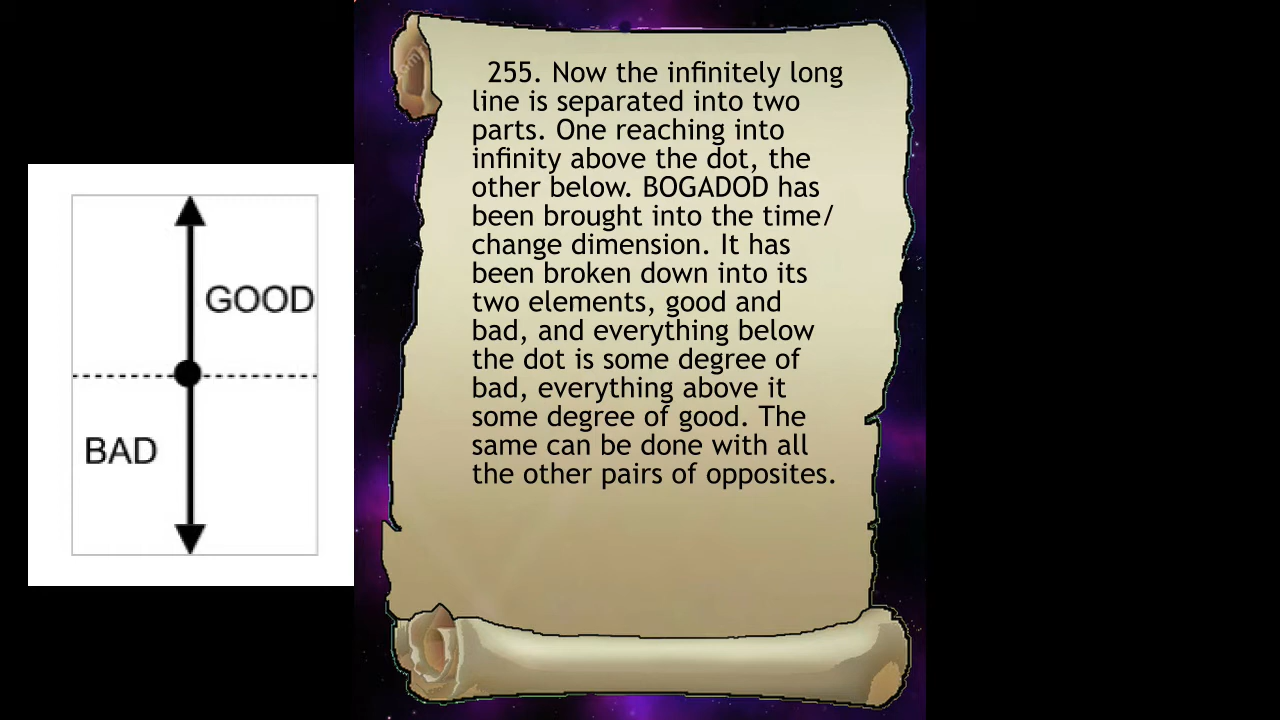 GOOD
BAD
255. Now the infinitely long
line is separated into two
parts. One reaching into
infinity above the dot, the
other below. BOGADOD has
been brought into the time/
change dimension. It has
been broken down into its
two elements, good and
bad, and everything below
the dot is some degree of
bad, everything above it
some degree of good. The
same can be done with all
the other pairs of opposites.